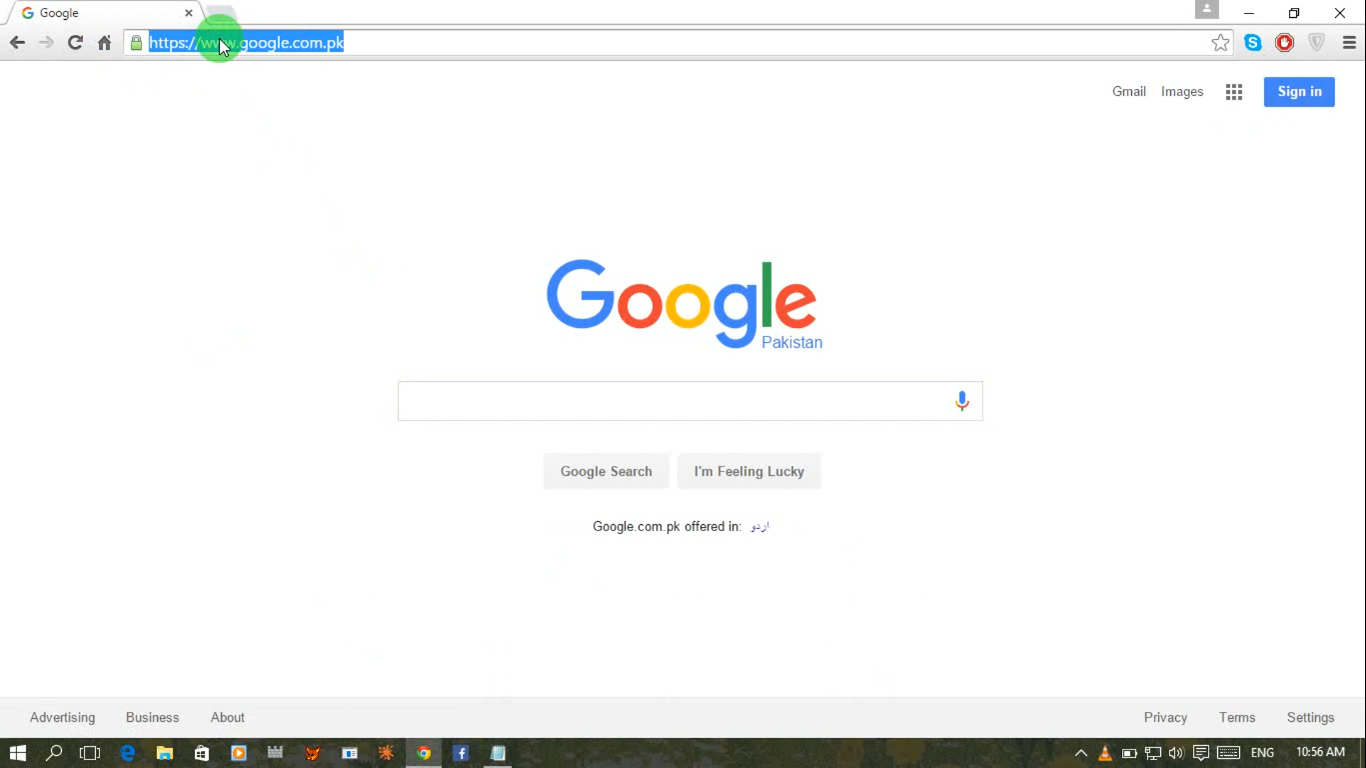 Google
https://www.google.com.pk
Gmail Images Sign in
Google
Pakistan
Google Search I'm Feeling Lucky
Google.com.pk offered in: اردو
Advertising Business About Privacy Terms Settings
ENG 10:56 AM